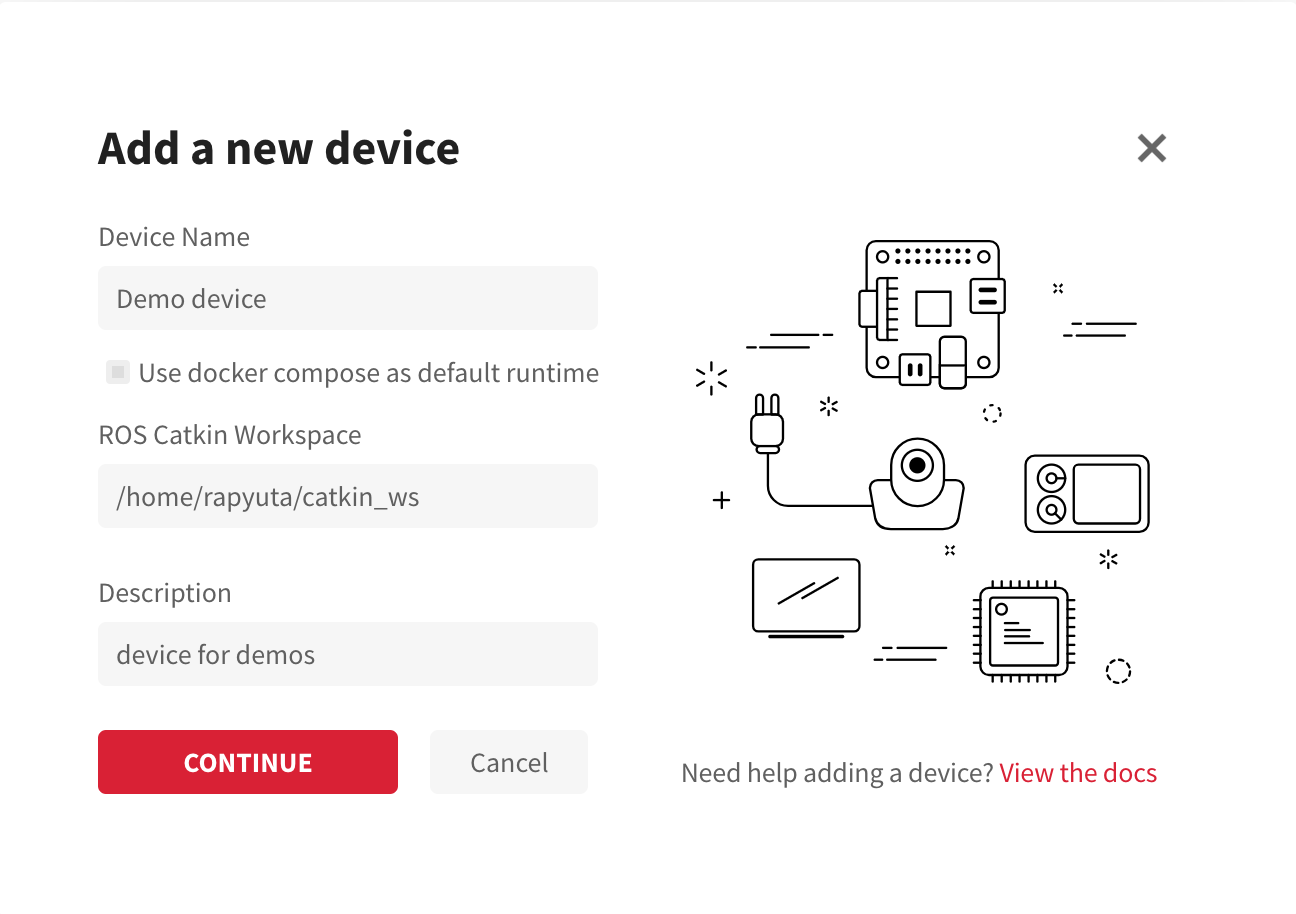 Add a new device
Device Name
Demo device
Use docker compose as default runtime
ROS Catkin Workspace
/home/rapyuta/catkin_ws
Description
device for demos
CONTINUE
Cancel
Need help adding a device? View the docs